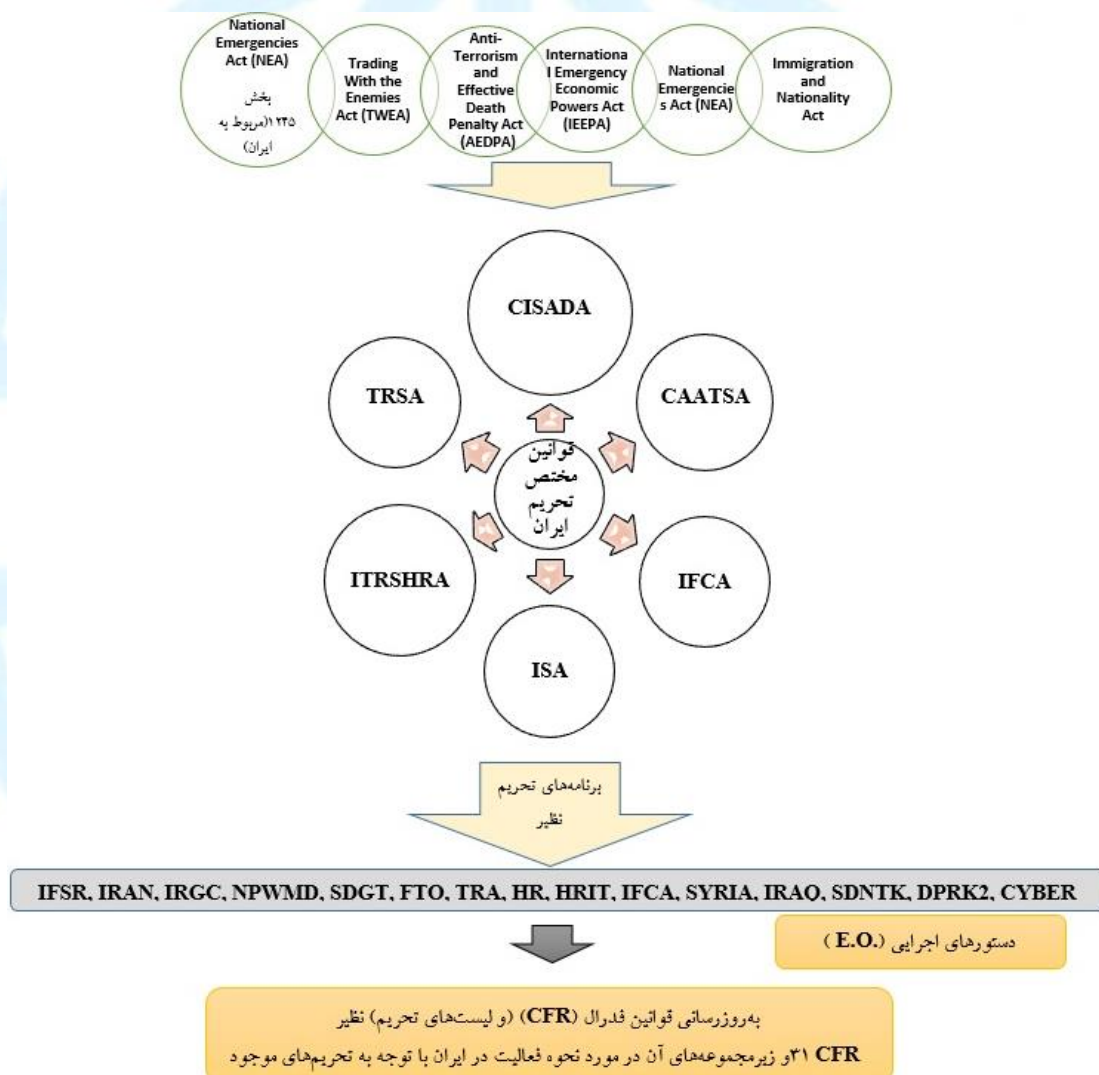 National
Emergencies
Act (NEA)
بخش
۱۲۴۵(مربوط به
ایران)
Trading
With the
Enemies
Act (TWEA)
Anti-
Terrorism
and
Effective
Death
Penalty Act
(AEDPA)
Internationa
l Emergency
Economic
Powers Act
(IEEPA)
National
Emergencie
s Act (NEA)
Immigration
and
Nationality
Act
CISADA
TRSA
CAATSA
قوانین
مختص
تحریم
ایران
ITRSHRA
IFCA
ISA
برنامه‌های تحریم
نظیر
IFSR, IRAN, IRGC, NPWMD, SDGT, FTO, TRA, HR, HRIT, IFCA, SYRIA, IRAQ, SDNTK, DPRK2, CYBER
دستورهای اجرایی (E.O.)
به‌روزرسانی قوانین فدرال (CFR) (و لیست‌های تحریم) نظیر
CFR ۳۱و زیرمجموعه‌های آن در مورد نحوه فعالیت در ایران با توجه به تحریم‌های موجود